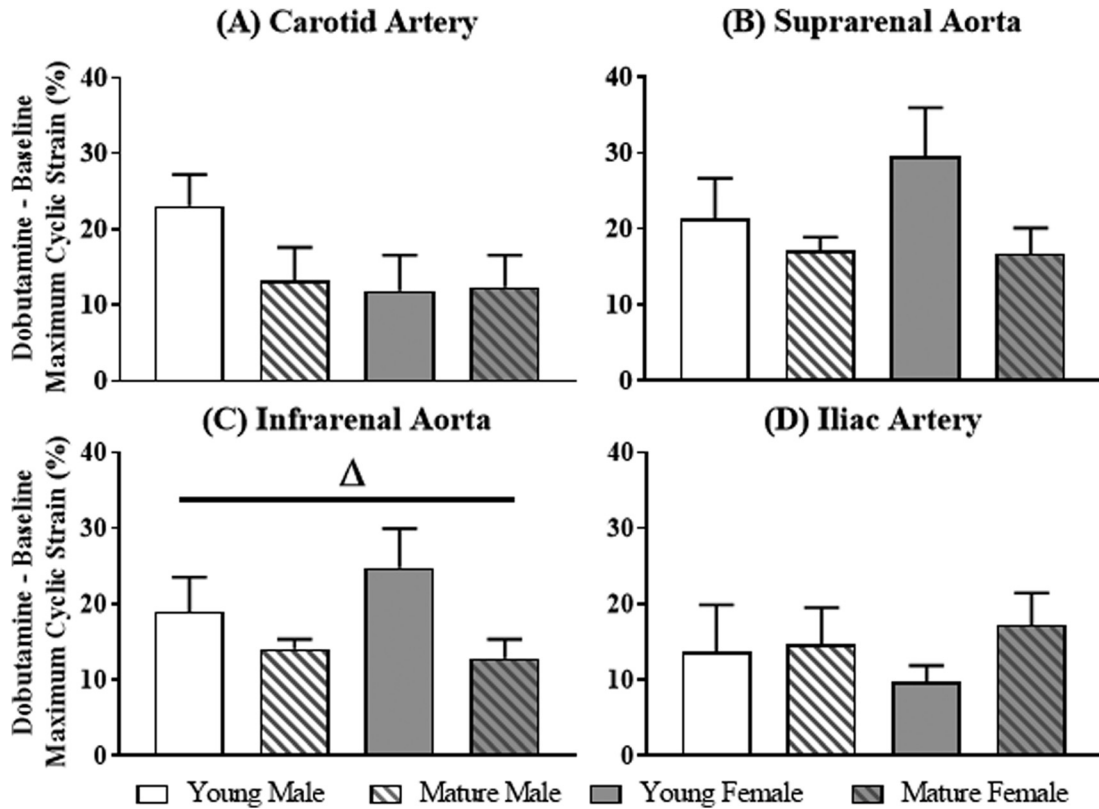 (A) Carotid Artery
Dobutamine - Baseline
Maximum Cyclic Strain (%)
40
30
20
10
0
(B) Suprarenal Aorta
40
30
20
10
0
(C) Infrarenal Aorta
Dobutamine - Baseline
Maximum Cyclic Strain (%)
40
30
20
10
0
Δ
(D) Iliac Artery
40
30
20
10
0
Young Male Mature Male Young Female Mature Female